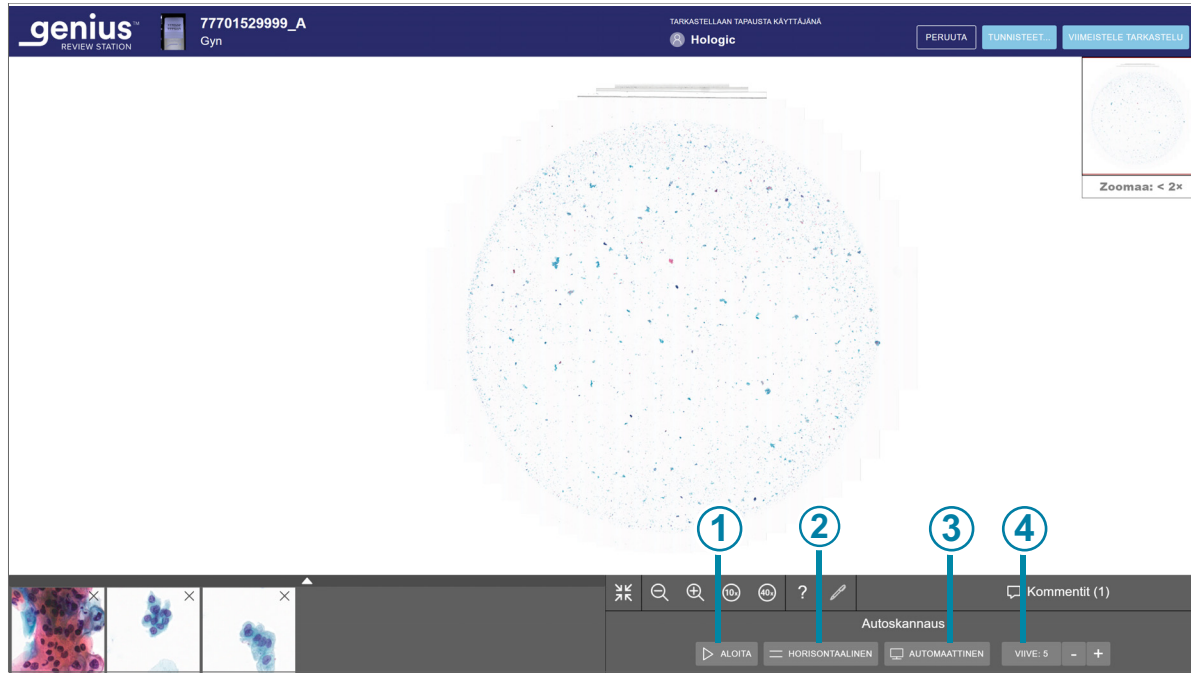 genius™
REVIEW STATION
77701529999_A
Gyn
TARKASTELLAAN TAPAUSTA KÄYTTÄJÄNÄ
Hologic
PERUUTA
TUNNISTEET...
VIIMEISTELE TARKASTELU
Zoomaa: < 2×
1
2
3
4
10x
40x
?
Kommentit (1)
Autoskannaus
ALOITA
HORISONTAALINEN
AUTOMAATTINEN
VIIVE: 5
-
+